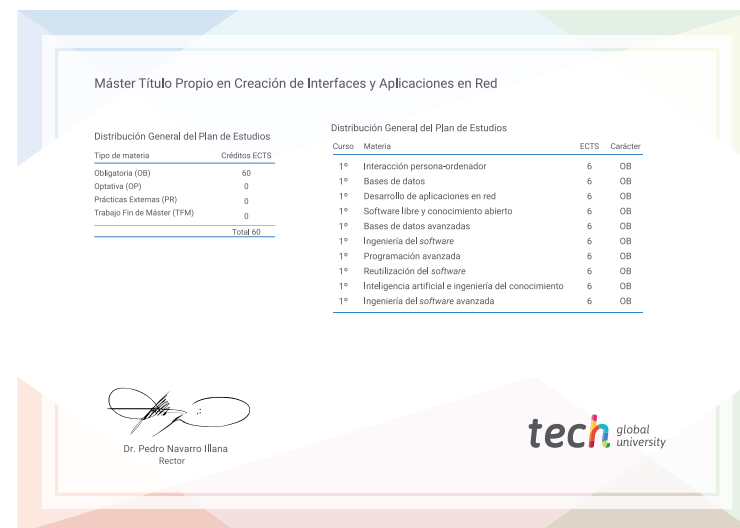 Máster Título Propio en Creación de Interfaces y Aplicaciones en Red
Distribución General del Plan de Estudios
Tipo de materia Créditos ECTS
Obligatoria (OB) 60
Optativa (OP) 0
Prácticas Externas (PR) 0
Trabajo Fin de Máster (TFM) 0
Total 60
Distribución General del Plan de Estudios
Curso Materia ECTS Carácter
1º Interacción persona-ordenador 6 OB
1º Bases de datos 6 OB
1º Desarrollo de aplicaciones en red 6 OB
1º Software libre y conocimiento abierto 6 OB
1º Bases de datos avanzadas 6 OB
1º Ingeniería del software 6 OB
1º Programación avanzada 6 OB
1º Reutilización del software 6 OB
1º Inteligencia artificial e ingeniería del conocimiento 6 OB
1º Ingeniería del software avanzada 6 OB
Dr. Pedro Navarro Illana
Rector
tech global
university